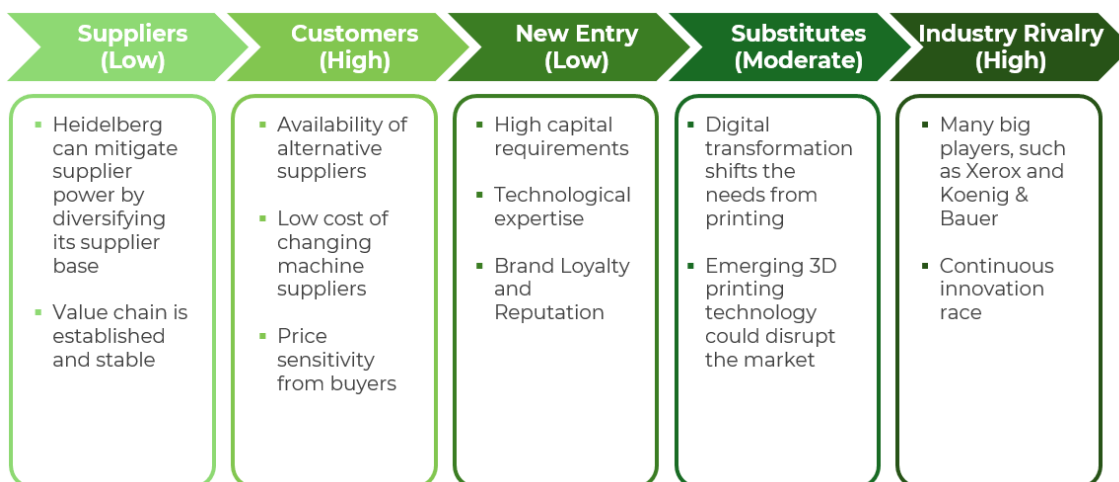 Suppliers
(Low)
Customers
(High)
New Entry
(Low)
Substitutes
(Moderate)
Industry Rivalry
(High)
▪ Heidelberg
can mitigate
supplier
power by
diversifying
its supplier
base
▪ Value chain is
established
and stable
▪ Availability of
alternative
suppliers
▪ Low cost of
changing
machine
suppliers
▪ Price
sensitivity
from buyers
▪ High capital
requirements
▪ Technological
expertise
▪ Brand Loyalty
and
Reputation
▪ Digital
transformation
shifts the
needs from
printing
▪ Emerging 3D
printing
technology
could disrupt
the market
▪ Many big
players, such
as Xerox and
Koenig &
Bauer
▪ Continuous
innovation
race